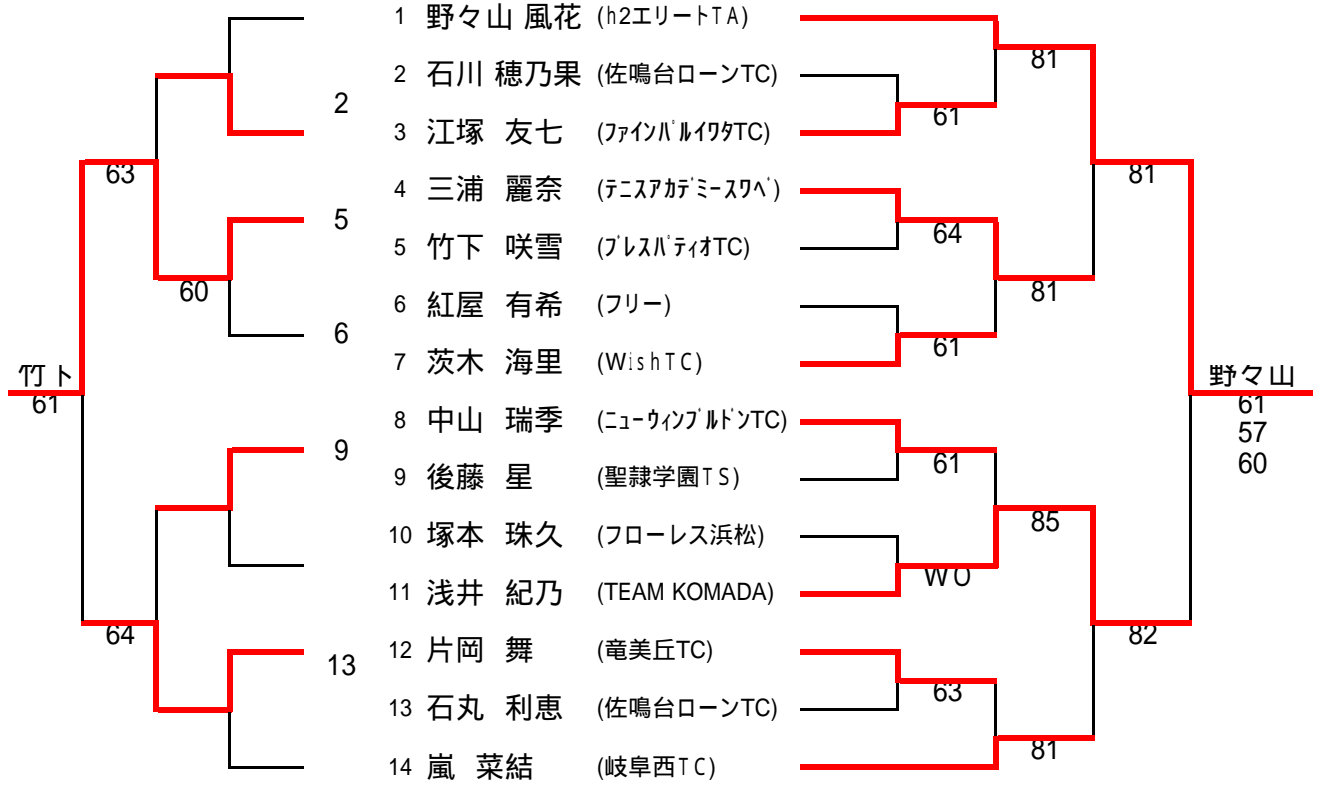 1 野々山 風花 (h2エリートTA)
81
2 石川 穂乃果 (佐鳴台ローンTC)
2
61
3 江塚 友七 (ファインパルイワタTC)
63
81
4 三浦 麗奈 (テニスアカデミースワベ)
5
64
5 竹下 咲雪 (ブレスパティオTC)
60
81
6 紅屋 有希 (フリー)
6
61
7 茨木 海里 (WishTC)
竹下
野々山
61
61
57
60
8 中山 瑞季 (ニューウィンブルドンTC)
9
61
9 後藤 星 (聖隷学園TS)
85
10 塚本 珠久 (フローレス浜松)
WO
11 浅井 紀乃 (TEAM KOMADA)
64
82
12 片岡 舞 (竜美丘TC)
13
63
13 石丸 利恵 (佐鳴台ローンTC)
81
14 嵐 菜結 (岐阜西TC)